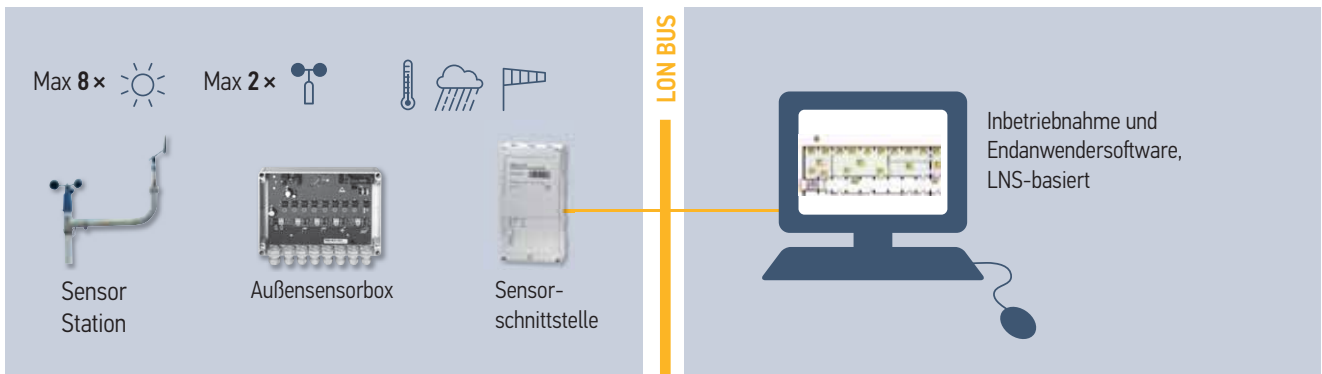 Max 8 ×
Max 2 ×
Sensor
Station
Außensensorbox
Sensor-
schnittstelle
LON BUS
Inbetriebnahme und
Endanwendersoftware,
LNS-basiert